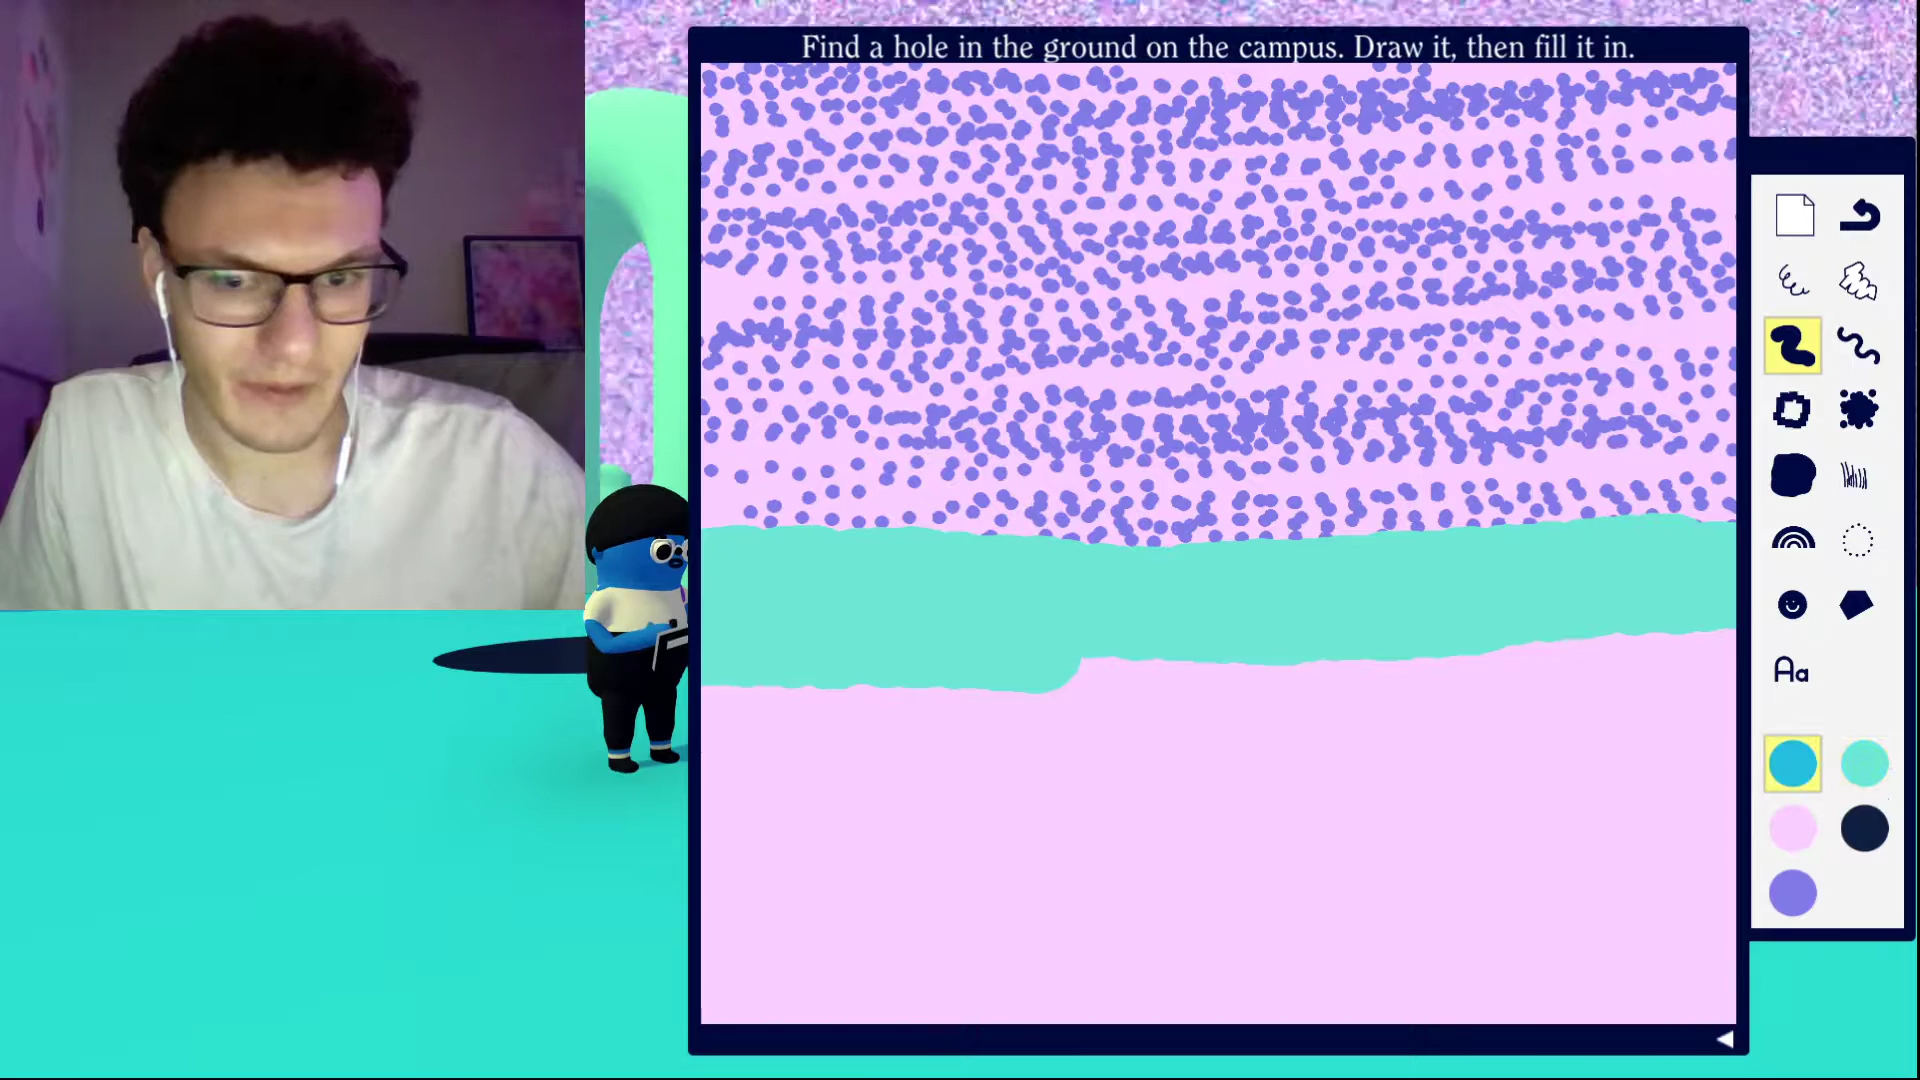 Find a hole in the ground on the campus. Draw it, then fill it in.
Aa